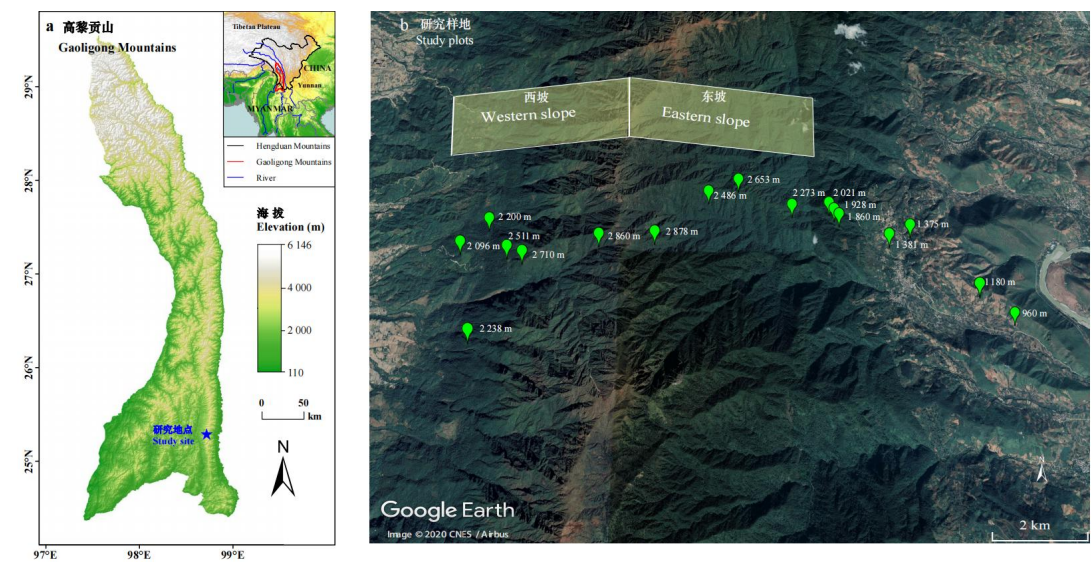 a 高黎贡山
Gaoligong Mountains
Tibetan Plateau
CHINA
Yunnan
MYANMAR
Hengduan Mountains
Gaoligong Mountains
River
海拔
Elevation (m)
6 146
4 000
2 000
110
0 50
km
N
研究地点
Study site
29°N
28°N
27°N
26°N
25°N
97°E 98°E 99°E
b 研究样地
Study plots
西坡
Western slope
东坡
Eastern slope
2 653 m
2 486 m
2 273 m
2 021 m
1 928 m
1 860 m
1 375 m
1 381 m
2 200 m
2 096 m
2 511 m
2 710 m
2 860 m
2 878 m
1180 m
960 m
2 238 m
Google Earth
Image © 2020 CNES / Airbus
2 km